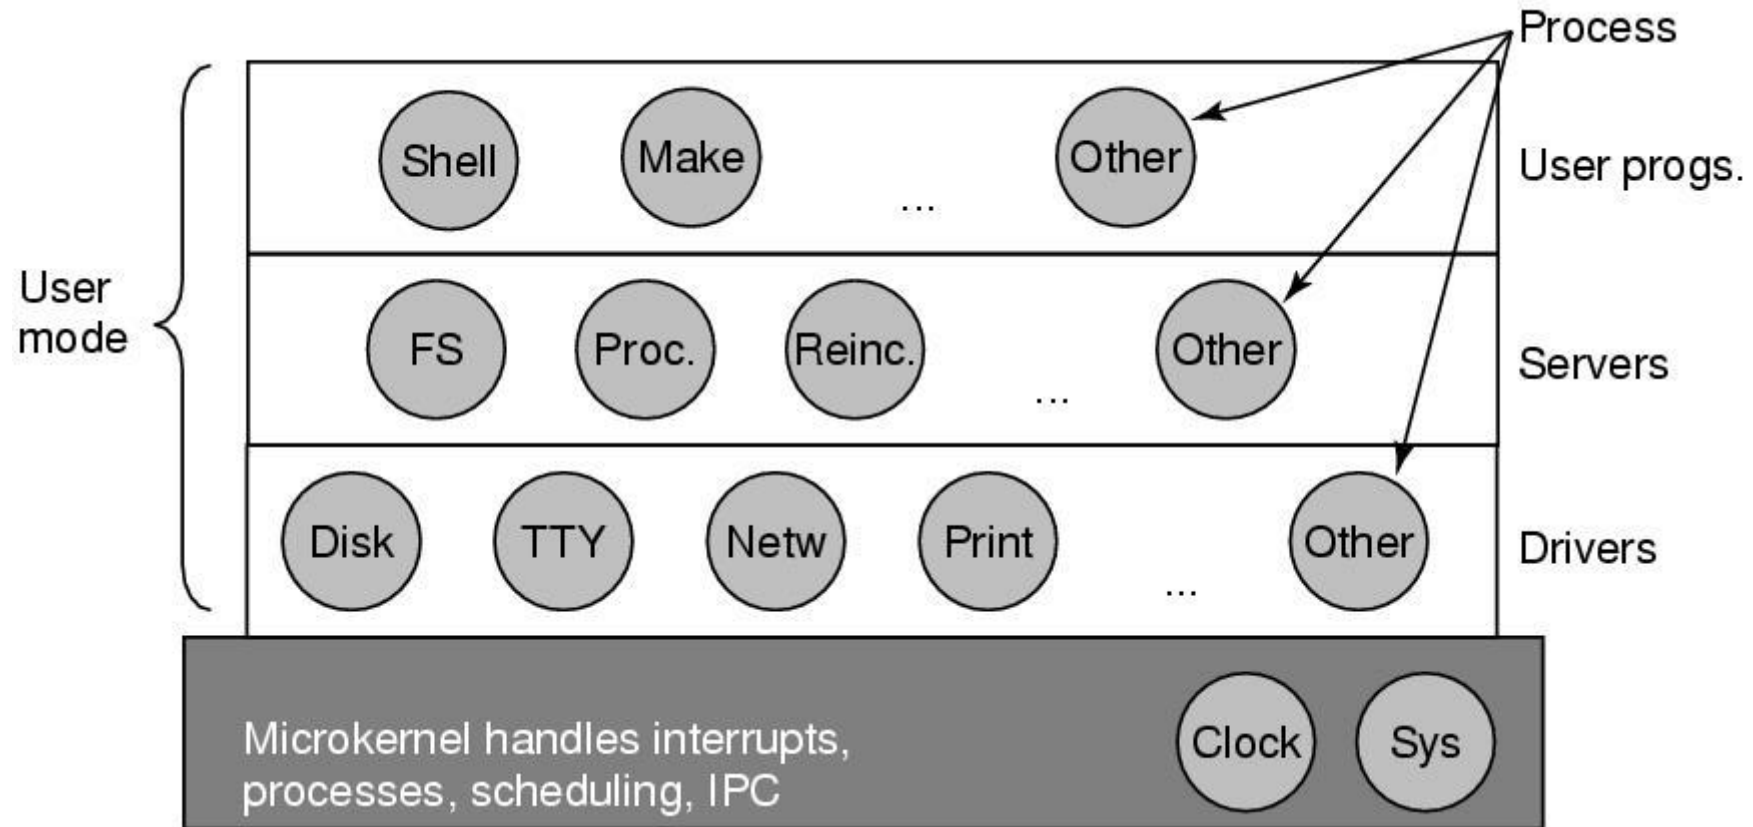 Process
Shell
Make
...
Other
User progs.
User
mode
FS
Proc.
Reinc.
...
Other
Servers
Disk
TTY
Netw
Print
...
Other
Drivers
Microkernel handles interrupts,
processes, scheduling, IPC
Clock
Sys